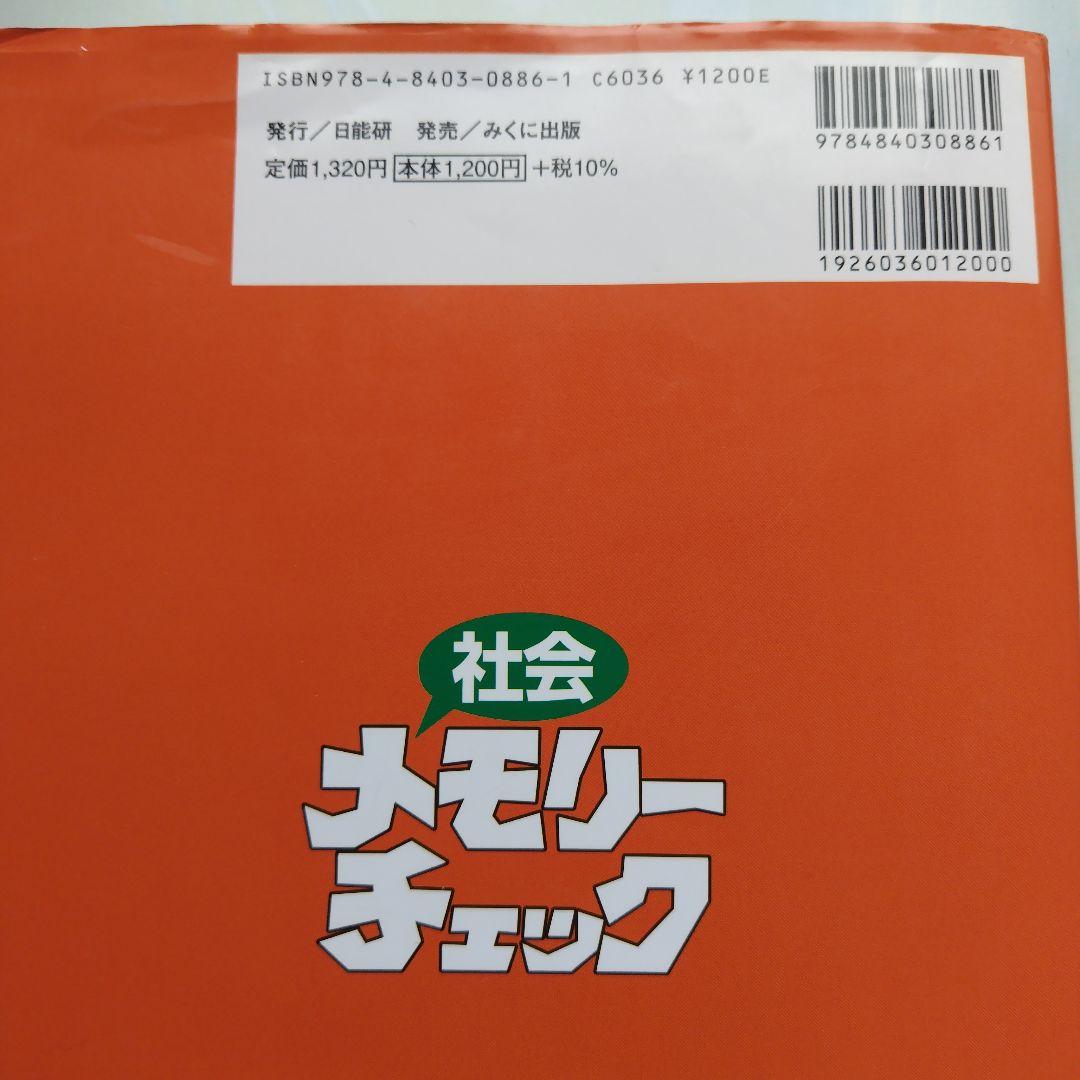 ISBN978-4-8403-0886-1 C6036 ¥1200E
発行／日能研 発売／みくに出版
定価1,320円 本体1,200円 +税10%
9784840308861
1926036012000
社会
メモリー
チェック